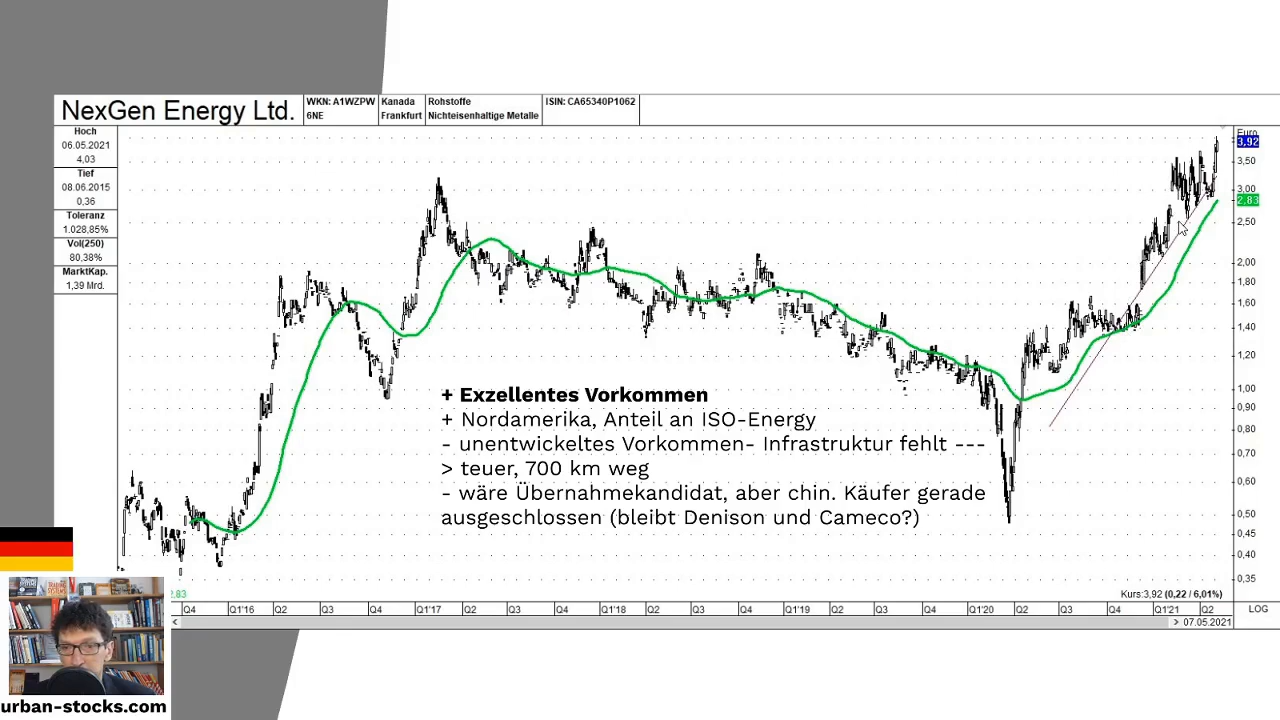 NexGen Energy Ltd.
WKN: A1WZPW
6NE
Kanada
Frankfurt
Rohstoffe
Nichteisenhaltige Metalle
ISIN: CA65340P1062
Hoch
06.05.2021
4,03
Tief
08.06.2015
0,36
Toleranz
1.028,85%
Vol(250)
80,38%
MarktKap.
1,39 Mrd.
Euro
3,92
3,50
3,00
2,83
2,50
2,00
1,80
1,60
1,40
1,20
1,00
0,90
0,80
0,70
0,60
0,50
0,45
0,40
0,35
+ Exzellentes Vorkommen
+ Nordamerika, Anteil an ISO-Energy
- unentwickeltes Vorkommen- Infrastruktur fehlt ---
> teuer, 700 km weg
- wäre Übernahmekandidat, aber chin. Käufer gerade
ausgeschlossen (bleibt Denison und Cameco?)
2,83
Kurs:3,92 (0,22 / 6,01%)
Q4 Q1'16 Q2 Q3 Q4 Q1'17 Q2 Q3 Q4 Q1'18 Q2 Q3 Q4 Q1'19 Q2 Q3 Q4 Q1'20 Q2 Q3 Q4 Q1'21 Q2 LOG
< > 07.05.2021
urban-stocks.com